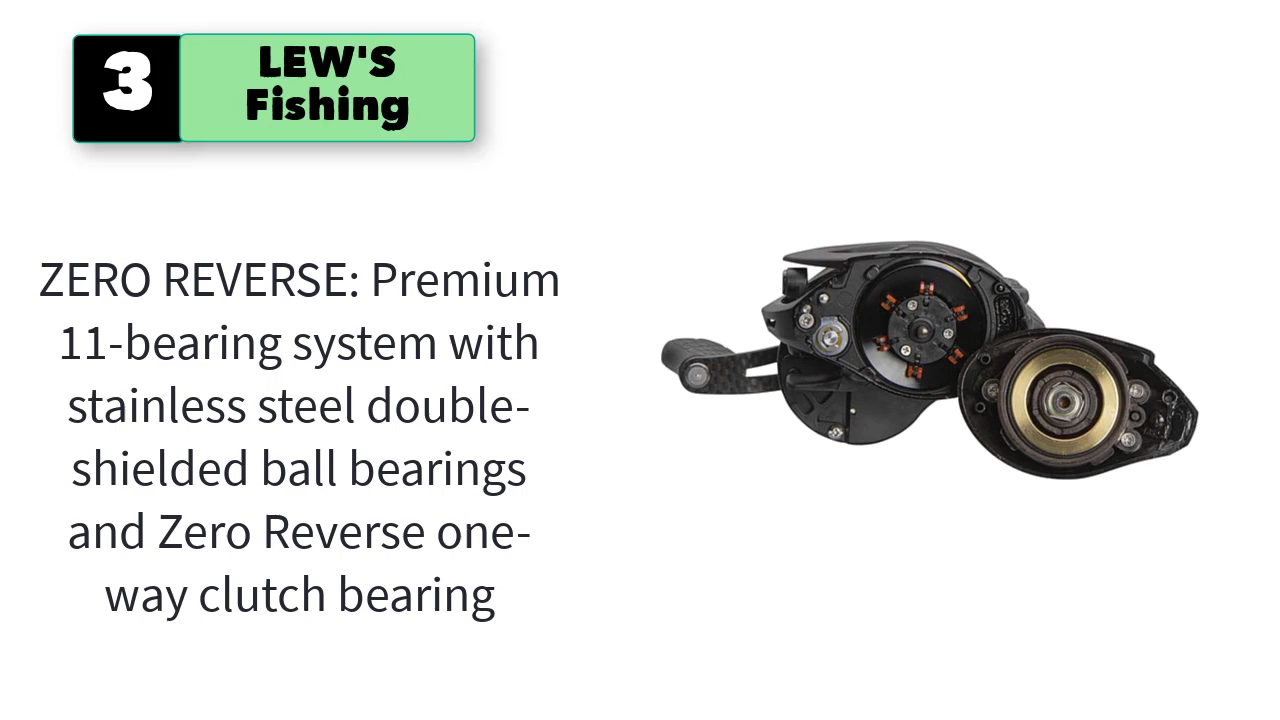 3
LEW'S
Fishing
ZERO REVERSE: Premium
11-bearing system with
stainless steel double-
shielded ball bearings
and Zero Reverse one-
way clutch bearing